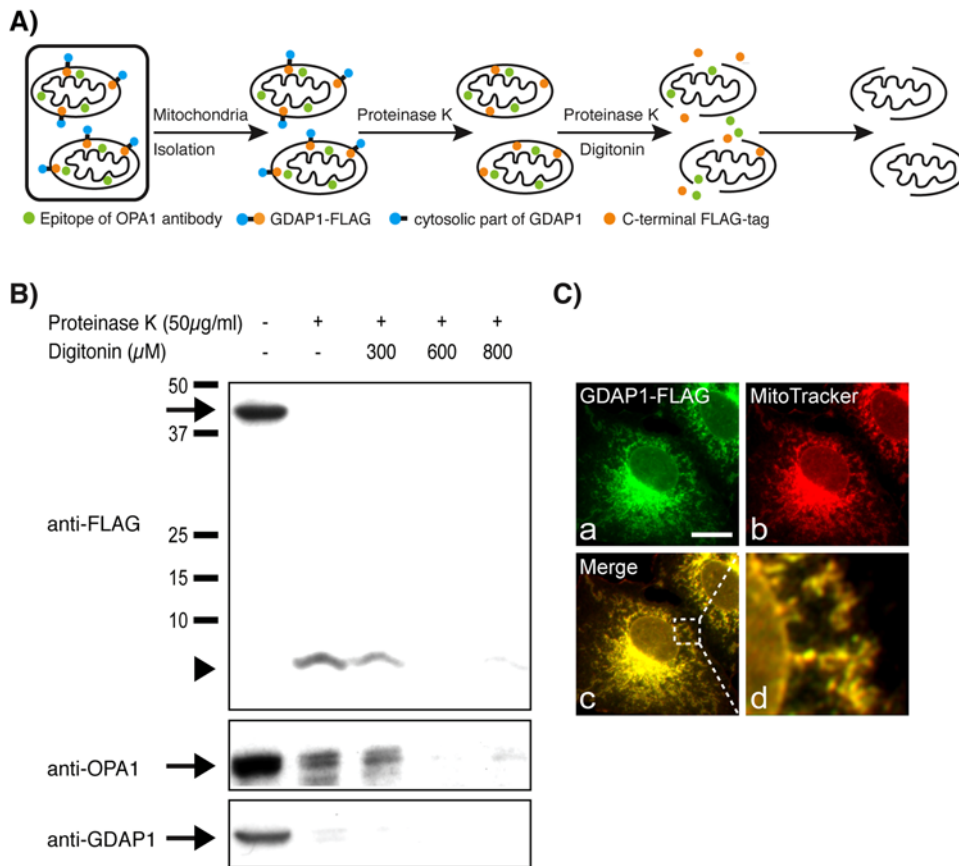 A)
Mitochondria
Isolation
Proteinase K
Proteinase K
Digitonin
Epitope of OPA1 antibody
GDAP1-FLAG
cytosolic part of GDAP1
C-terminal FLAG-tag
B)
Proteinase K (50µg/ml) - + + + +
Digitonin (µM) - - 300 600 800
50
37
anti-FLAG
25
15
10
anti-OPA1
anti-GDAP1
C)
GDAP1-FLAG
a
MitoTracker
b
Merge
c
d